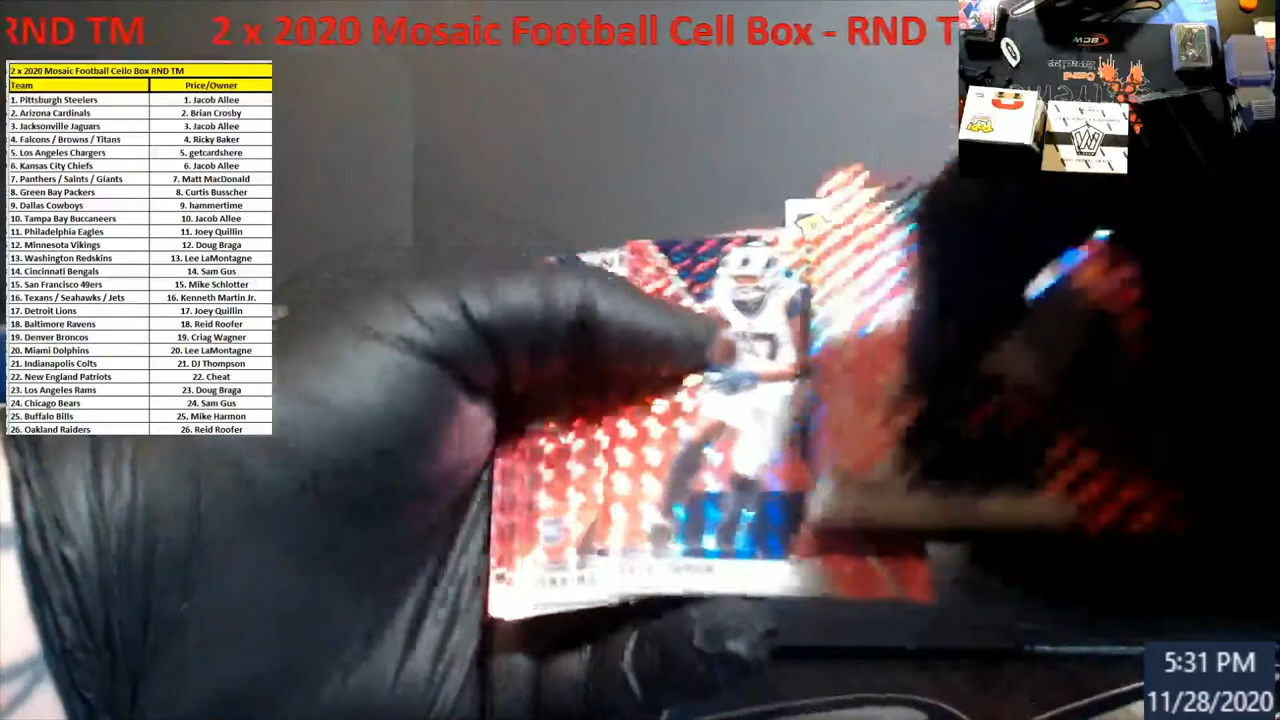 RND TM 2 x 2020 Mosaic Football Cell Box - RND T
2 x 2020 Mosaic Football Cello Box RND TM
Team Price/Owner
1. Pittsburgh Steelers 1. Jacob Allee
2. Arizona Cardinals 2. Brian Crosby
3. Jacksonville Jaguars 3. Jacob Allee
4. Falcons / Browns / Titans 4. Ricky Baker
5. Los Angeles Chargers 5. getcardshere
6. Kansas City Chiefs 6. Jacob Allee
7. Panthers / Saints / Giants 7. Matt MacDonald
8. Green Bay Packers 8. Curtis Busscher
9. Dallas Cowboys 9. hammertime
10. Tampa Bay Buccaneers 10. Jacob Allee
11. Philadelphia Eagles 11. Joey Quillin
12. Minnesota Vikings 12. Doug Braga
13. Washington Redskins 13. Lee LaMontagne
14. Cincinnati Bengals 14. Sam Gus
15. San Francisco 49ers 15. Mike Schlotter
16. Texans / Seahawks / Jets 16. Kenneth Martin Jr.
17. Detroit Lions 17. Joey Quillin
18. Baltimore Ravens 18. Reid Roofer
19. Denver Broncos 19. Criag Wagner
20. Miami Dolphins 20. Lee LaMontagne
21. Indianapolis Colts 21. DJ Thompson
22. New England Patriots 22. Cheat
23. Los Angeles Rams 23. Doug Braga
24. Chicago Bears 24. Sam Gus
25. Buffalo Bills 25. Mike Harmon
26. Oakland Raiders 26. Reid Roofer
BCW
5:31 PM
11/28/2020